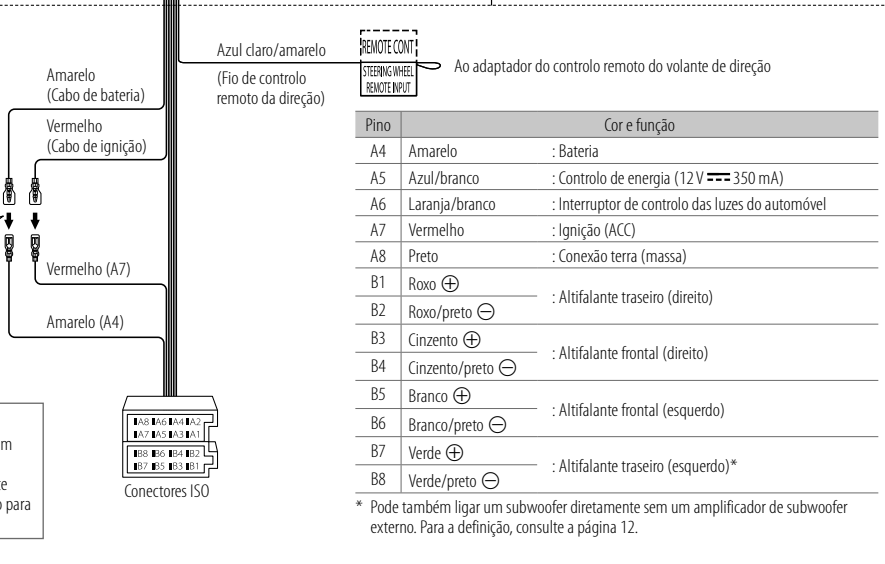 Azul claro/amarelo
(Fio de controlo
remoto da direção)
REMOTE CONT
STEERING WHEEL
REMOTE INPUT
Ao adaptador do controlo remoto do volante de direção
Amarelo
(Cabo de bateria)
Vermelho
(Cabo de ignição)
Vermelho (A7)
Amarelo (A4)
A8 A6 A4 A2
A7 A5 A3 A1
B8 B6 B4 B2
B7 B5 B3 B1
Conectores ISO
m
te
o para
Pino Cor e função
A4 Amarelo : Bateria
A5 Azul/branco : Controlo de energia (12 V ⎓ 350 mA)
A6 Laranja/branco : Interruptor de controlo das luzes do automóvel
A7 Vermelho : Ignição (ACC)
A8 Preto : Conexão terra (massa)
B1 Roxo ⊕
: Altifalante traseiro (direito)
B2 Roxo/preto ⊖
B3 Cinzento ⊕
: Altifalante frontal (direito)
B4 Cinzento/preto ⊖
B5 Branco ⊕
: Altifalante frontal (esquerdo)
B6 Branco/preto ⊖
B7 Verde ⊕
: Altifalante traseiro (esquerdo)*
B8 Verde/preto ⊖
* Pode também ligar um subwoofer diretamente sem um amplificador de subwoofer
externo. Para a definição, consulte a página 12.